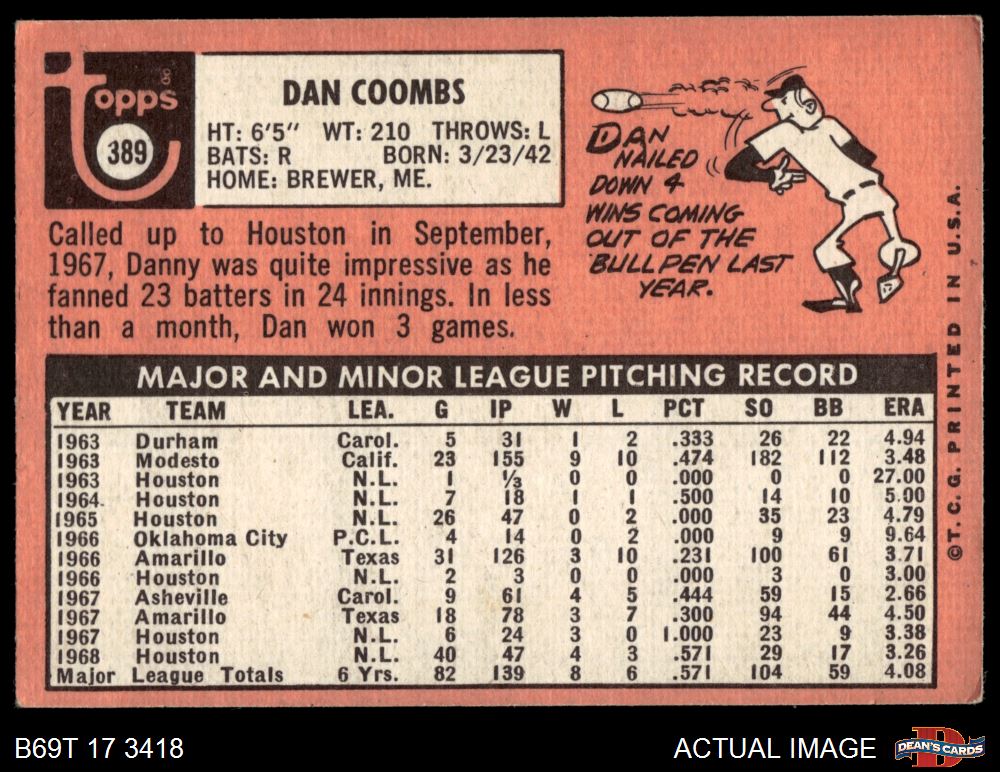 Topps
389
DAN COOMBS
HT: 6'5" WT: 210 THROWS: L
BATS: R BORN: 3/23/42
HOME: BREWER, ME.
Called up to Houston in September,
1967, Danny was quite impressive as he
fanned 23 batters in 24 innings. In less
than a month, Dan won 3 games.
DAN
NAILED
DOWN 4
WINS COMING
OUT OF THE
BULLPEN LAST
YEAR.
MAJOR AND MINOR LEAGUE PITCHING RECORD
YEAR TEAM LEA. G IP W L PCT SO BB ERA
1963 Durham Carol. 5 31 1 2 .333 26 22 4.94
1963 Modesto Calif. 23 155 9 10 .474 182 112 3.48
1963 Houston N.L. 1 ⅓ 0 0 .000 0 0 27.00
1964 Houston N.L. 7 18 1 1 .500 14 10 5.00
1965 Houston N.L. 26 47 0 2 .000 35 23 4.79
1966 Oklahoma City P.C.L. 4 14 0 2 .000 9 9 9.64
1966 Amarillo Texas 31 126 3 10 .231 100 61 3.71
1966 Houston N.L. 2 3 0 0 .000 3 0 3.00
1967 Asheville Carol. 9 61 4 5 .444 59 15 2.66
1967 Amarillo Texas 18 78 3 7 .300 94 44 4.50
1967 Houston N.L. 6 24 3 0 1.000 23 9 3.38
1968 Houston N.L. 40 47 4 3 .571 29 17 3.26
Major League Totals 6 Yrs. 82 139 8 6 .571 104 59 4.08
©T.C.G. PRINTED IN U.S.A.
B69T 17 3418
ACTUAL IMAGE
DEAN'S CARDS